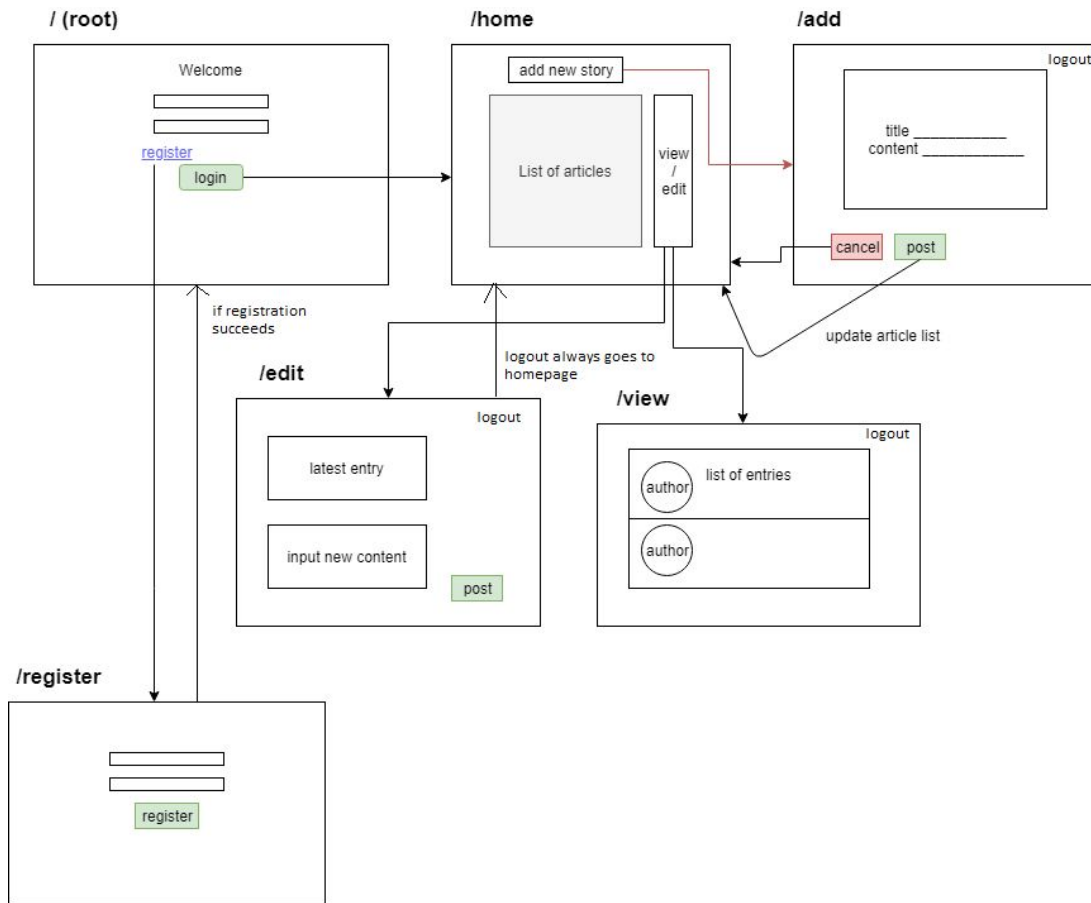 / (root)
Welcome
register
login
/home
add new story
List of articles
view
/
edit
/add
logout
title ___________
content ____________
cancel
post
if registration
succeeds
logout always goes to
homepage
update article list
/edit
logout
latest entry
input new content
post
/view
logout
author
list of entries
author
/register
register